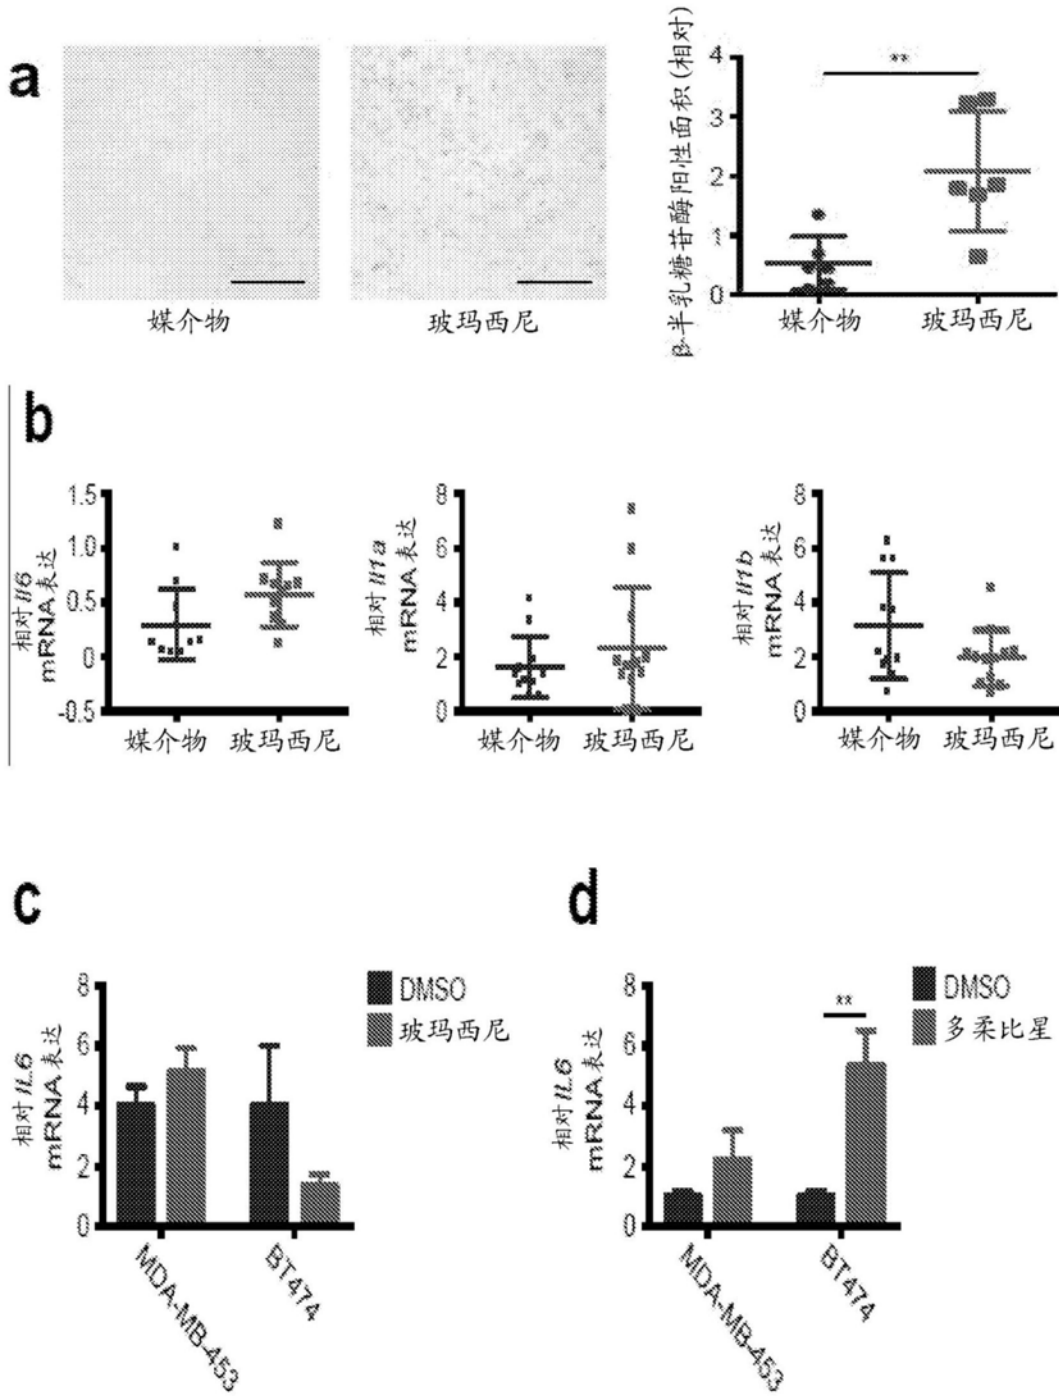 a
媒介物
玻玛西尼
β-半乳糖苷酶阳性面积(相对)
4
3
2
1
0
**
媒介物
玻玛西尼
b
相对 Il6
mRNA 表达
1.5
1.0
0.5
0
-0.5
媒介物
玻玛西尼
相对 Il1a
mRNA 表达
8
6
4
2
0
媒介物
玻玛西尼
相对 Il1b
mRNA 表达
8
6
4
2
0
媒介物
玻玛西尼
c
相对 IL6
mRNA 表达
8
6
4
2
0
DMSO
玻玛西尼
MDA-MB-453
BT474
d
相对 IL6
mRNA 表达
8
6
4
2
0
**
DMSO
多柔比星
MDA-MB-453
BT474